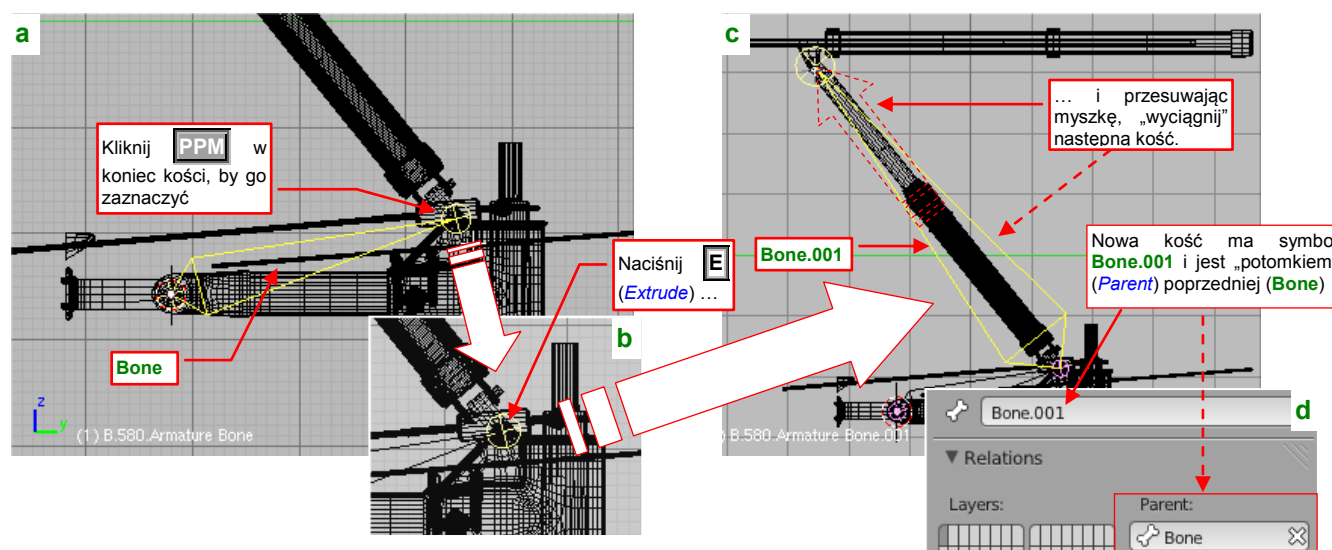 a
Kliknij PPM w
koniec kości, by go
zaznaczyć
Bone
z
y
(1) B.580.Armature Bone
b
Naciśnij E
(Extrude) …
c
… i przesuwając
myszkę, „wyciągnij”
następną kość.
Bone.001
Nowa kość ma symbo
Bone.001 i jest „potomkiem
(Parent) poprzedniej (Bone)
) B.580.Armature Bone.001
d
Bone.001
Relations
Layers:
Parent:
Bone